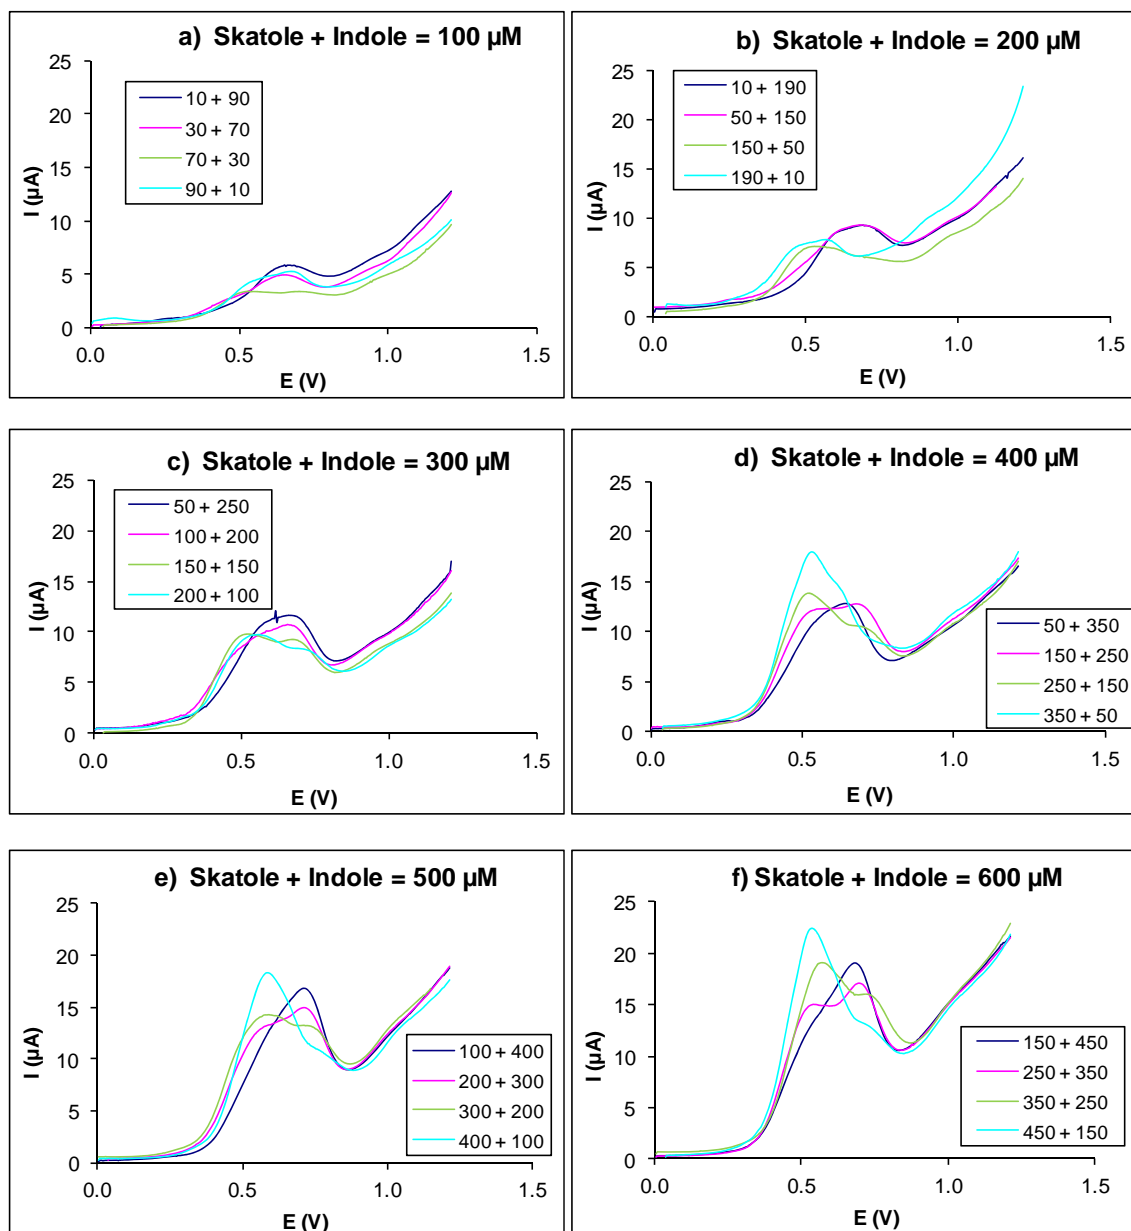 a) Skatole + Indole = 100 µM
25
20
15
10
5
0
I (µA)
10 + 90
30 + 70
70 + 30
90 + 10
0.0 0.5 1.0 1.5
E (V)
b) Skatole + Indole = 200 µM
25
20
15
10
5
0
I (µA)
10 + 190
50 + 150
150 + 50
190 + 10
0.0 0.5 1.0 1.5
E (V)
c) Skatole + Indole = 300 µM
25
20
15
10
5
0
I (µA)
50 + 250
100 + 200
150 + 150
200 + 100
0.0 0.5 1.0 1.5
E (V)
d) Skatole + Indole = 400 µM
25
20
15
10
5
0
I (µA)
50 + 350
150 + 250
250 + 150
350 + 50
0.0 0.5 1.0 1.5
E (V)
e) Skatole + Indole = 500 µM
25
20
15
10
5
0
I (µA)
100 + 400
200 + 300
300 + 200
400 + 100
0.0 0.5 1.0 1.5
E (V)
f) Skatole + Indole = 600 µM
25
20
15
10
5
0
I (µA)
150 + 450
250 + 350
350 + 250
450 + 150
0.0 0.5 1.0 1.5
E (V)